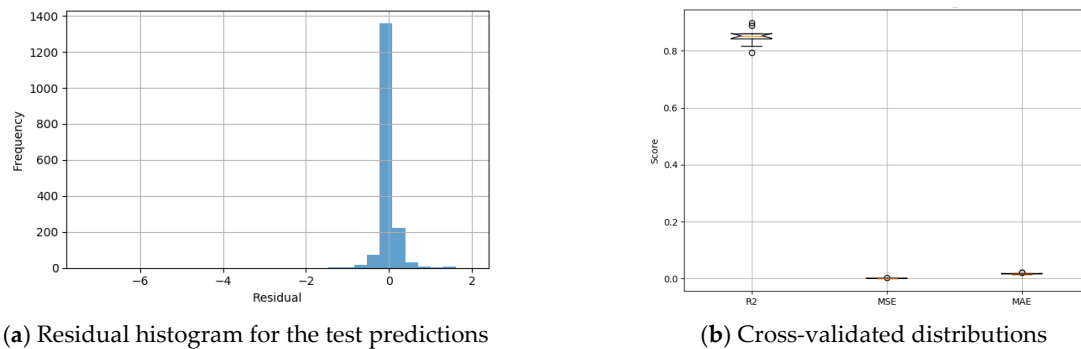 1400
1200
1000
800
600
400
200
0
Frequency
−6
−4
−2
0
2
Residual
(a) Residual histogram for the test predictions
0.8
0.6
0.4
0.2
0.0
Score
R2
MSE
MAE
(b) Cross-validated distributions